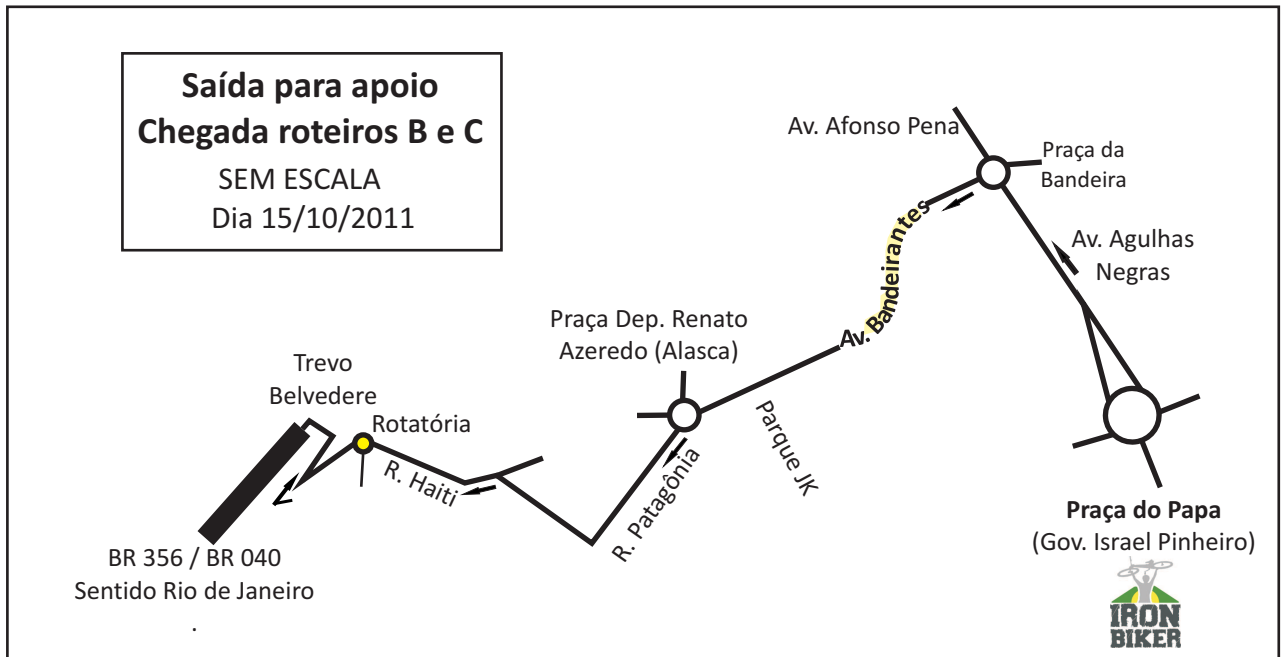 Saída para apoio
Chegada roteiros B e C
SEM ESCALA
Dia 15/10/2011
Av. Afonso Pena
Praça da
Bandeira
Av. Agulhas
Negras
Av. Bandeirantes
Praça Dep. Renato
Azeredo (Alasca)
Parque JK
R. Patagônia
Trevo
Belvedere
Rotatória
R. Haiti
BR 356 / BR 040
Sentido Rio de Janeiro
.
Praça do Papa
(Gov. Israel Pinheiro)
IRON
BIKER